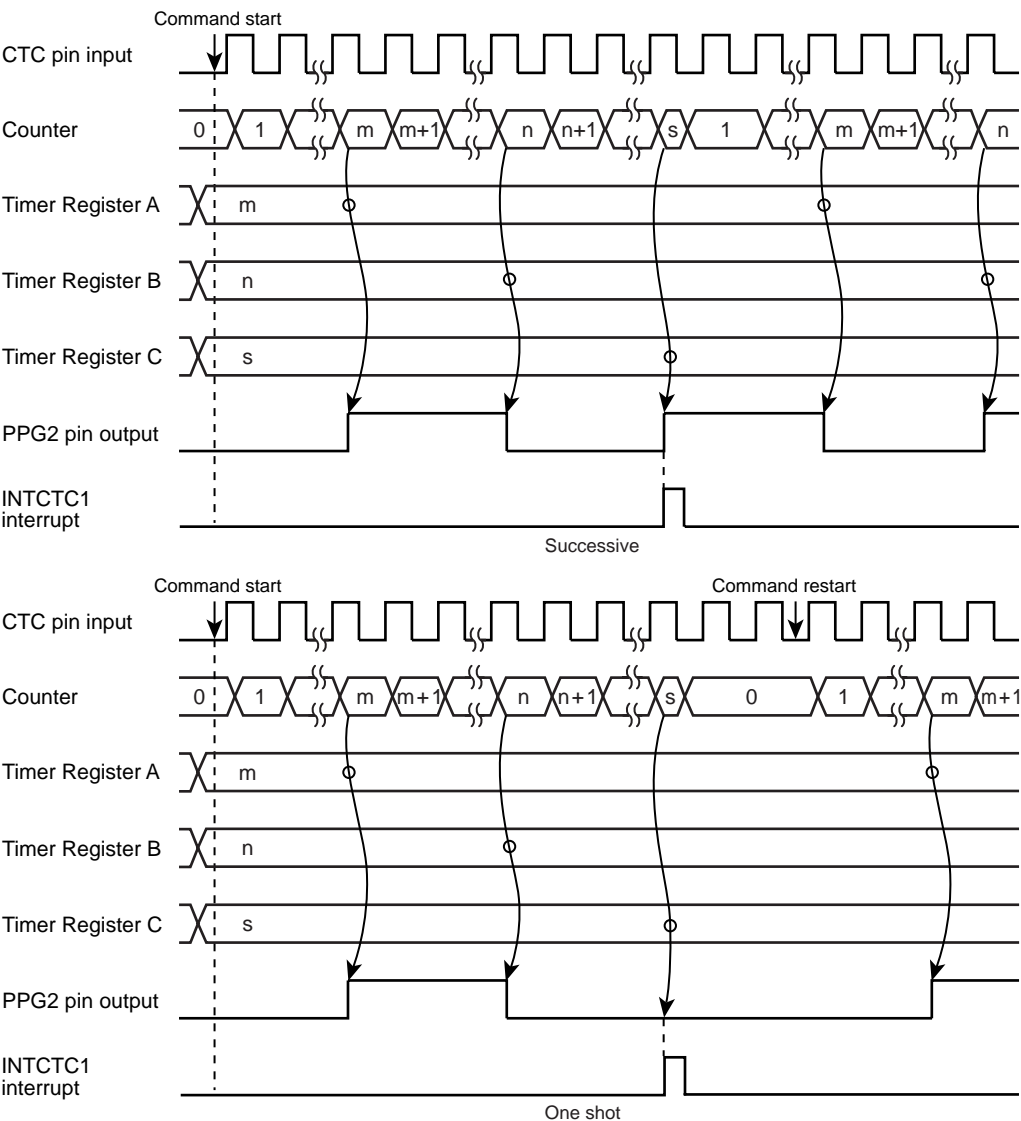 Command start
CTC pin input
Counter 0 1 m m+1 n n+1 s 1 m m+1 n
Timer Register A m
Timer Register B n
Timer Register C s
PPG2 pin output
INTCTC1
interrupt
Successive
Command start Command restart
CTC pin input
Counter 0 1 m m+1 n n+1 s 0 1 m m+1
Timer Register A m
Timer Register B n
Timer Register C s
PPG2 pin output
INTCTC1
interrupt
One shot